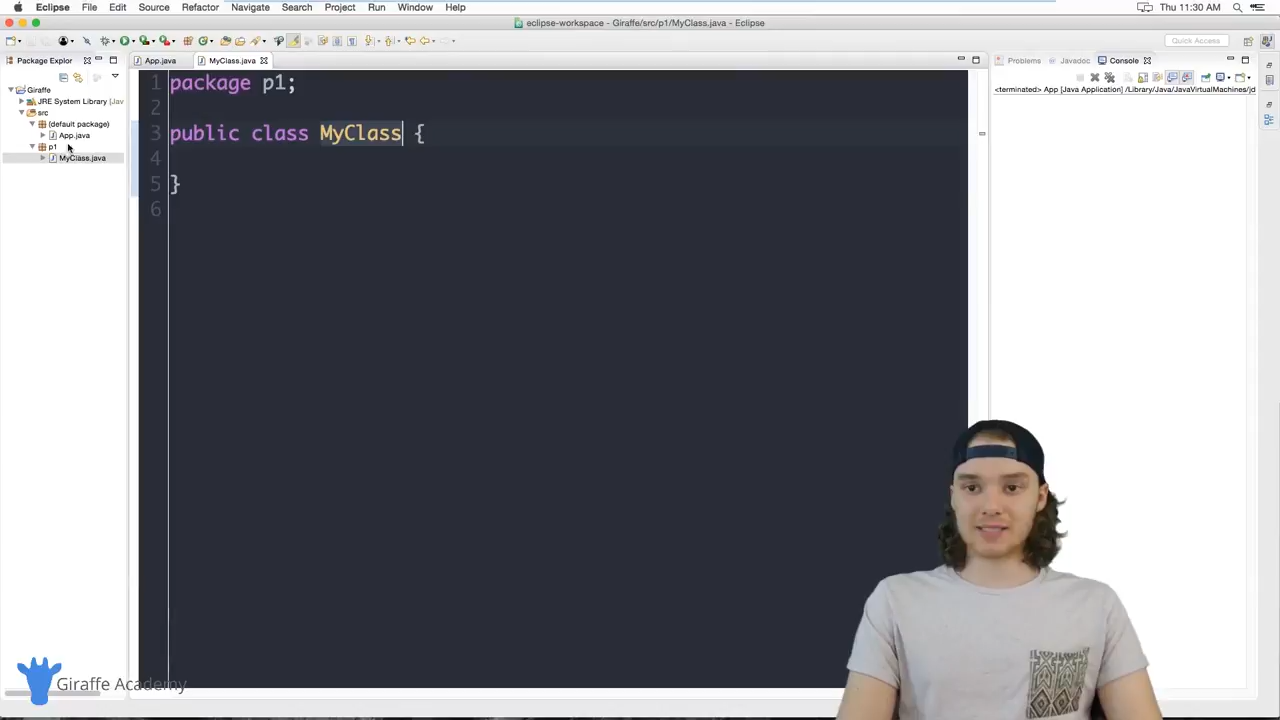 Eclipse File Edit Source Refactor Navigate Search Project Run Window Help Thu 11:30 AM
eclipse-workspace - Giraffe/src/p1/MyClass.java - Eclipse
Quick Access
Package Explor
App.java
MyClass.java
Problems
Javadoc
Console
<terminated> App [Java Application] /Library/Java/JavaVirtualMachines/jd
Giraffe
JRE System Library [Jav
src
(default package)
App.java
p1
MyClass.java
1 package p1;
2
3 public class MyClass {
4
5 }
6
Giraffe Academy